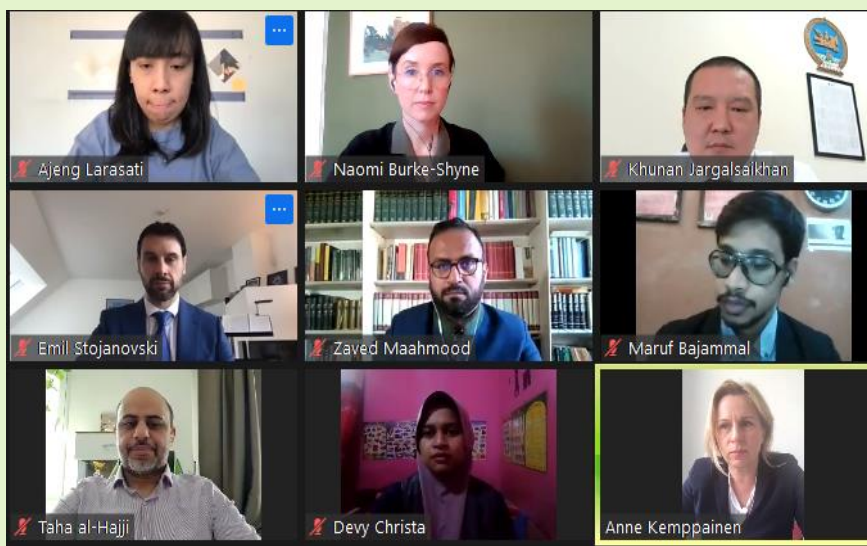 Ajeng Larasati
Naomi Burke-Shyne
Khunan Jargalsaikhan
Emil Stojanovski
Zaved Maahmood
Maruf Bajammal
Taha al-Hajji
Devy Christa
Anne Kemppainen